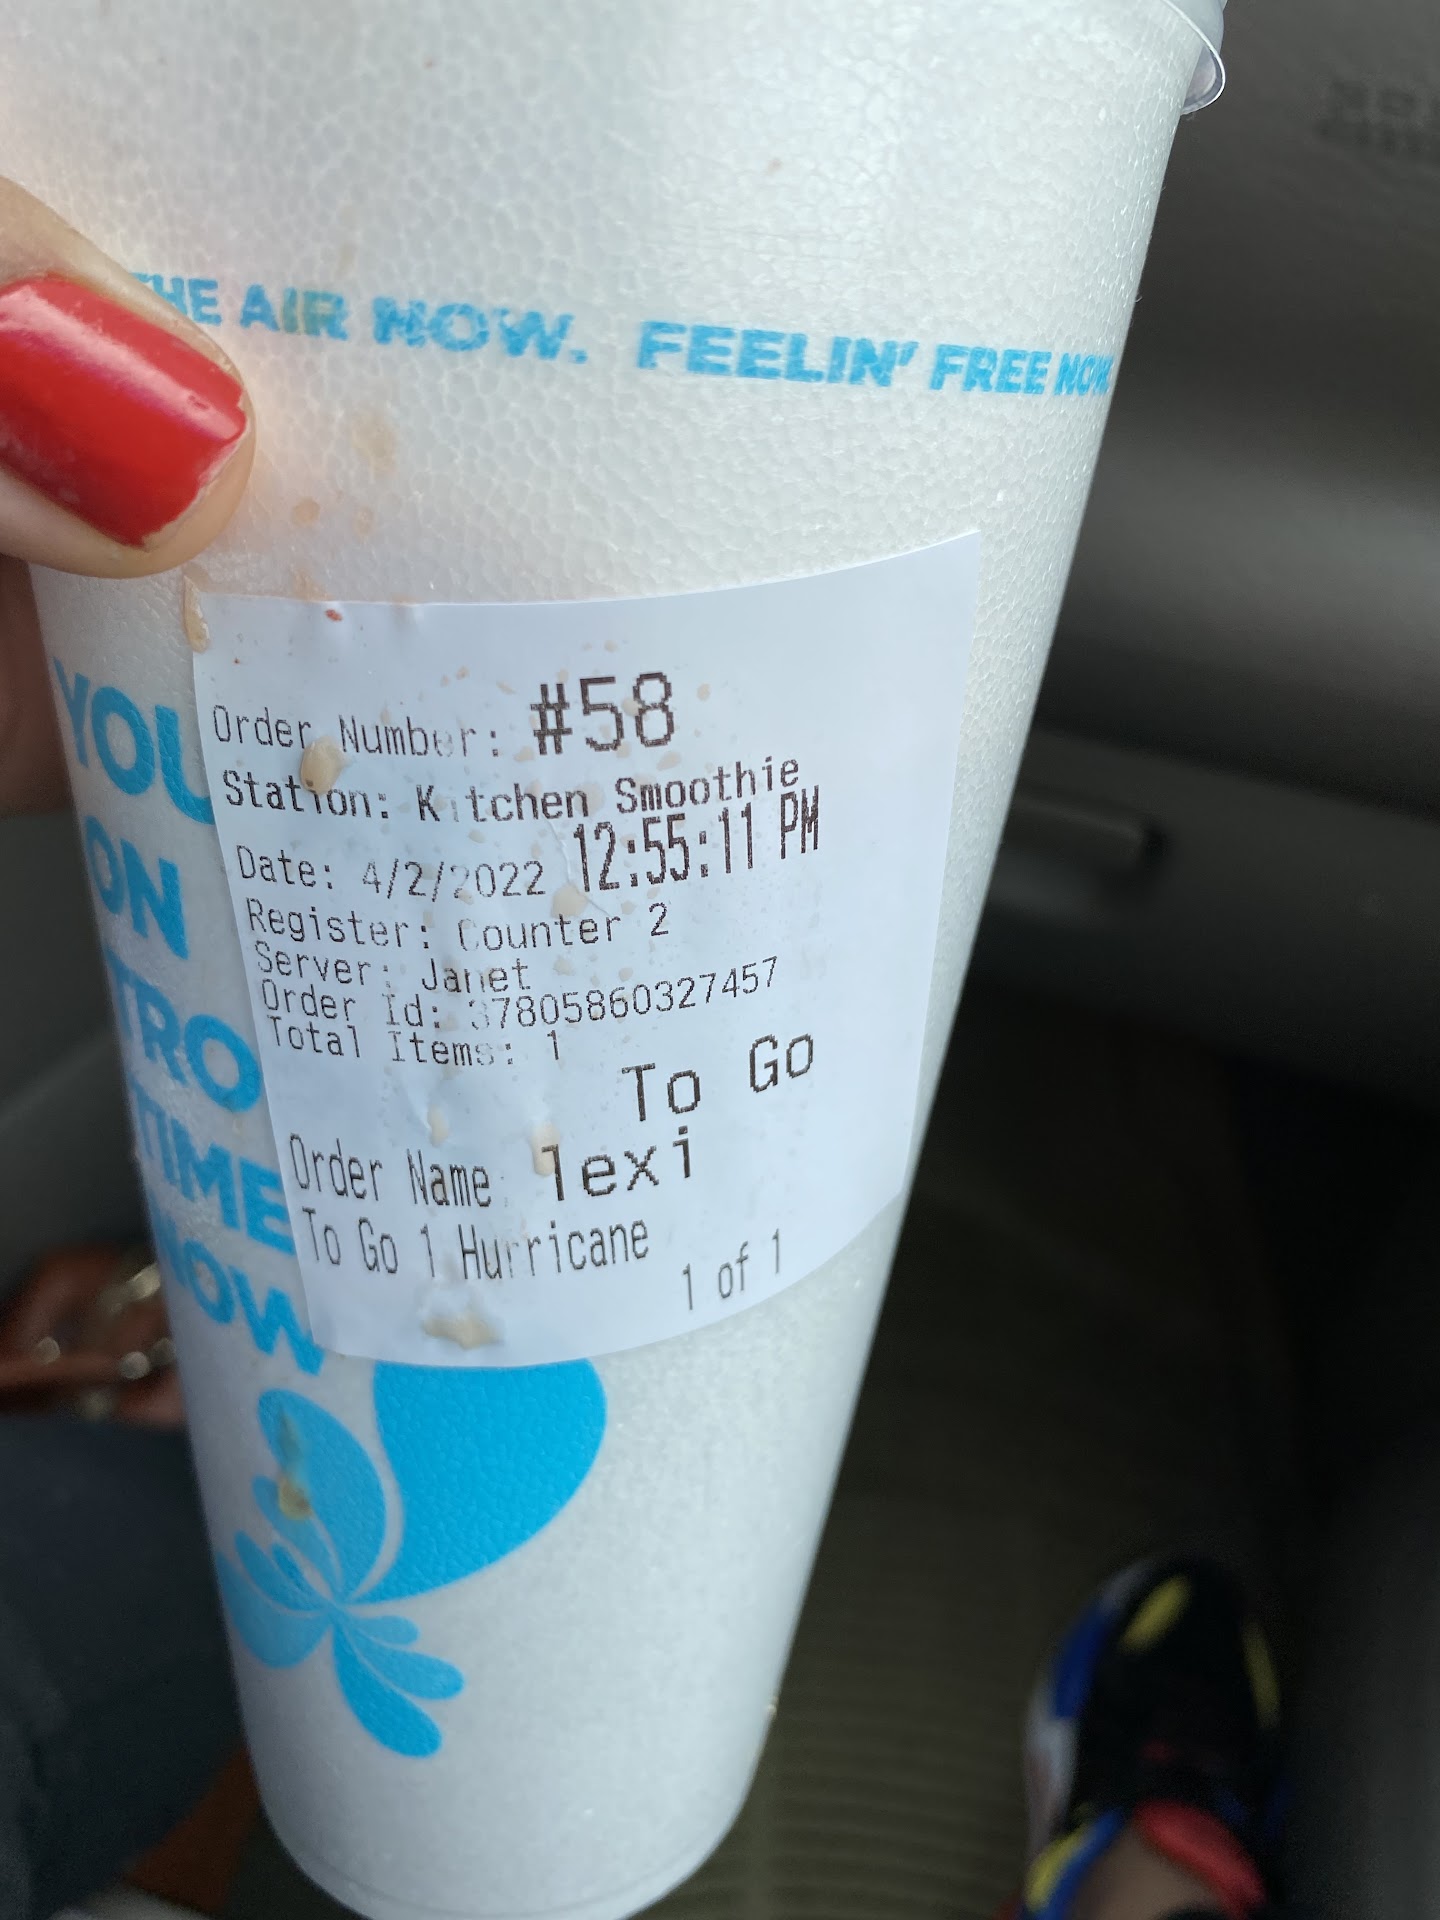 THE AIR NOW. FEELIN' FREE NOW.
YOU
ON
TRO
TIME
NOW
Order Number: #58
Station: Kitchen Smoothie
Date: 4/2/2022 12:55:11 PM
Register: Counter 2
Server: Janet
Order Id: 37805860327457
Total Items: 1
To Go
Order Name: lexi
To Go 1 Hurricane
1 of 1